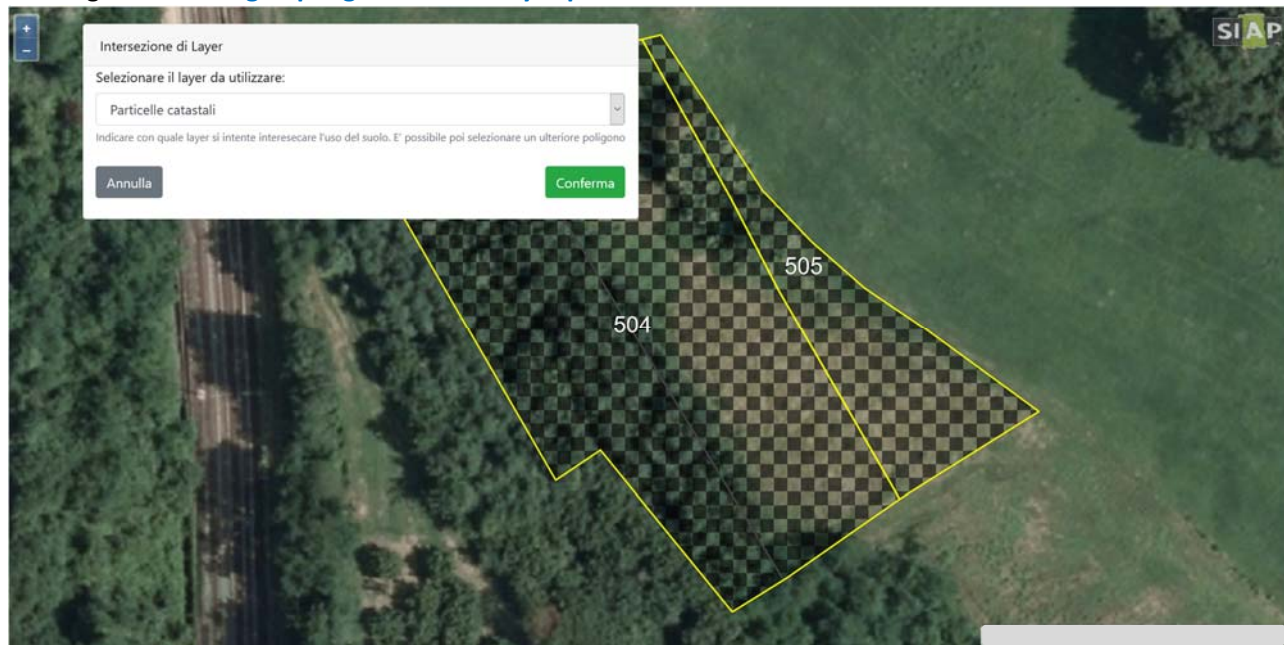 +
−
Intersezione di Layer
Selezionare il layer da utilizzare:
Particelle catastali
Indicare con quale layer si intente interesecare l'uso del suolo. E' possibile poi selezionare un ulteriore poligono
Annulla
Conferma
SIAP
505
504